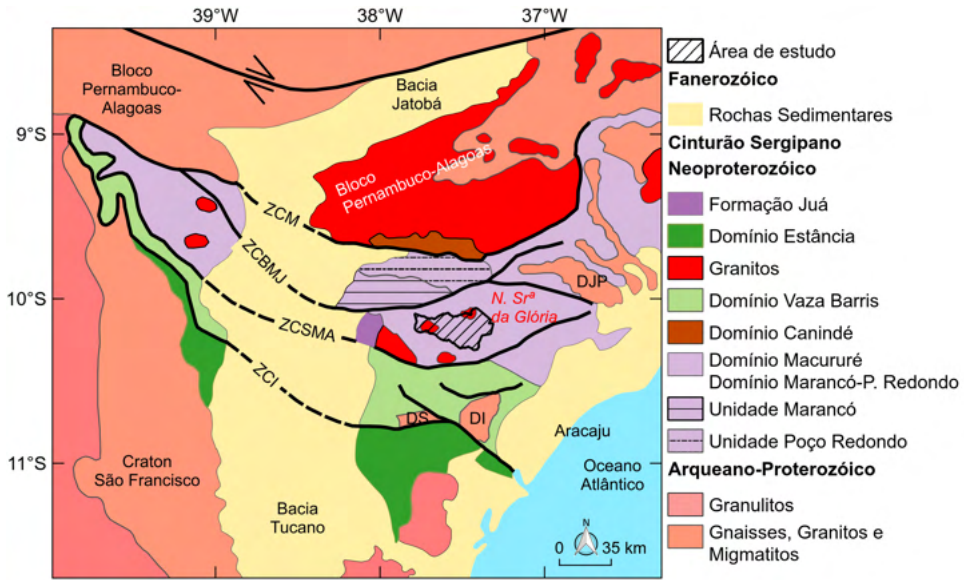 39°W
38°W
37°W
9°S
10°S
11°S
Bloco
Pernambuco-
Alagoas
Bacia
Jatobá
Bloco
Pernambuco-Alagoas
ZCM
ZCBMJ
ZCSMA
ZCI
N. Srª
da Glória
DJP
DS
DI
Aracaju
Oceano
Atlântico
Craton
São Francisco
Bacia
Tucano
N
0 35 km
Área de estudo
Fanerozóico
Rochas Sedimentares
Cinturão Sergipano
Neoproterozóico
Formação Juá
Domínio Estância
Granitos
Domínio Vaza Barris
Domínio Canindé
Domínio Macururé
Domínio Marancó-P. Redondo
Unidade Marancó
Unidade Poço Redondo
Arqueano-Proterozóico
Granulitos
Gnaisses, Granitos e
Migmatitos